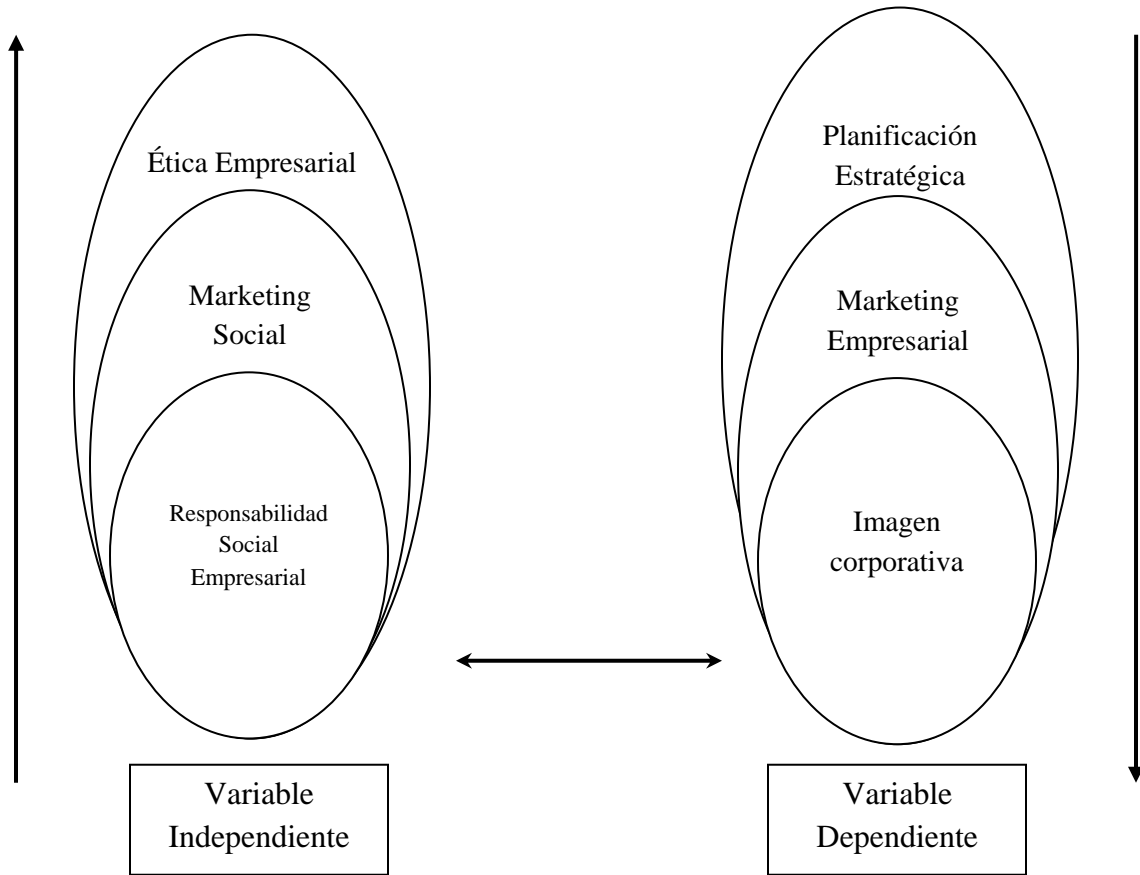 Ética Empresarial
Marketing
Social
Responsabilidad
Social
Empresarial
Variable
Independiente
Planificación
Estratégica
Marketing
Empresarial
Imagen
corporativa
Variable
Dependiente